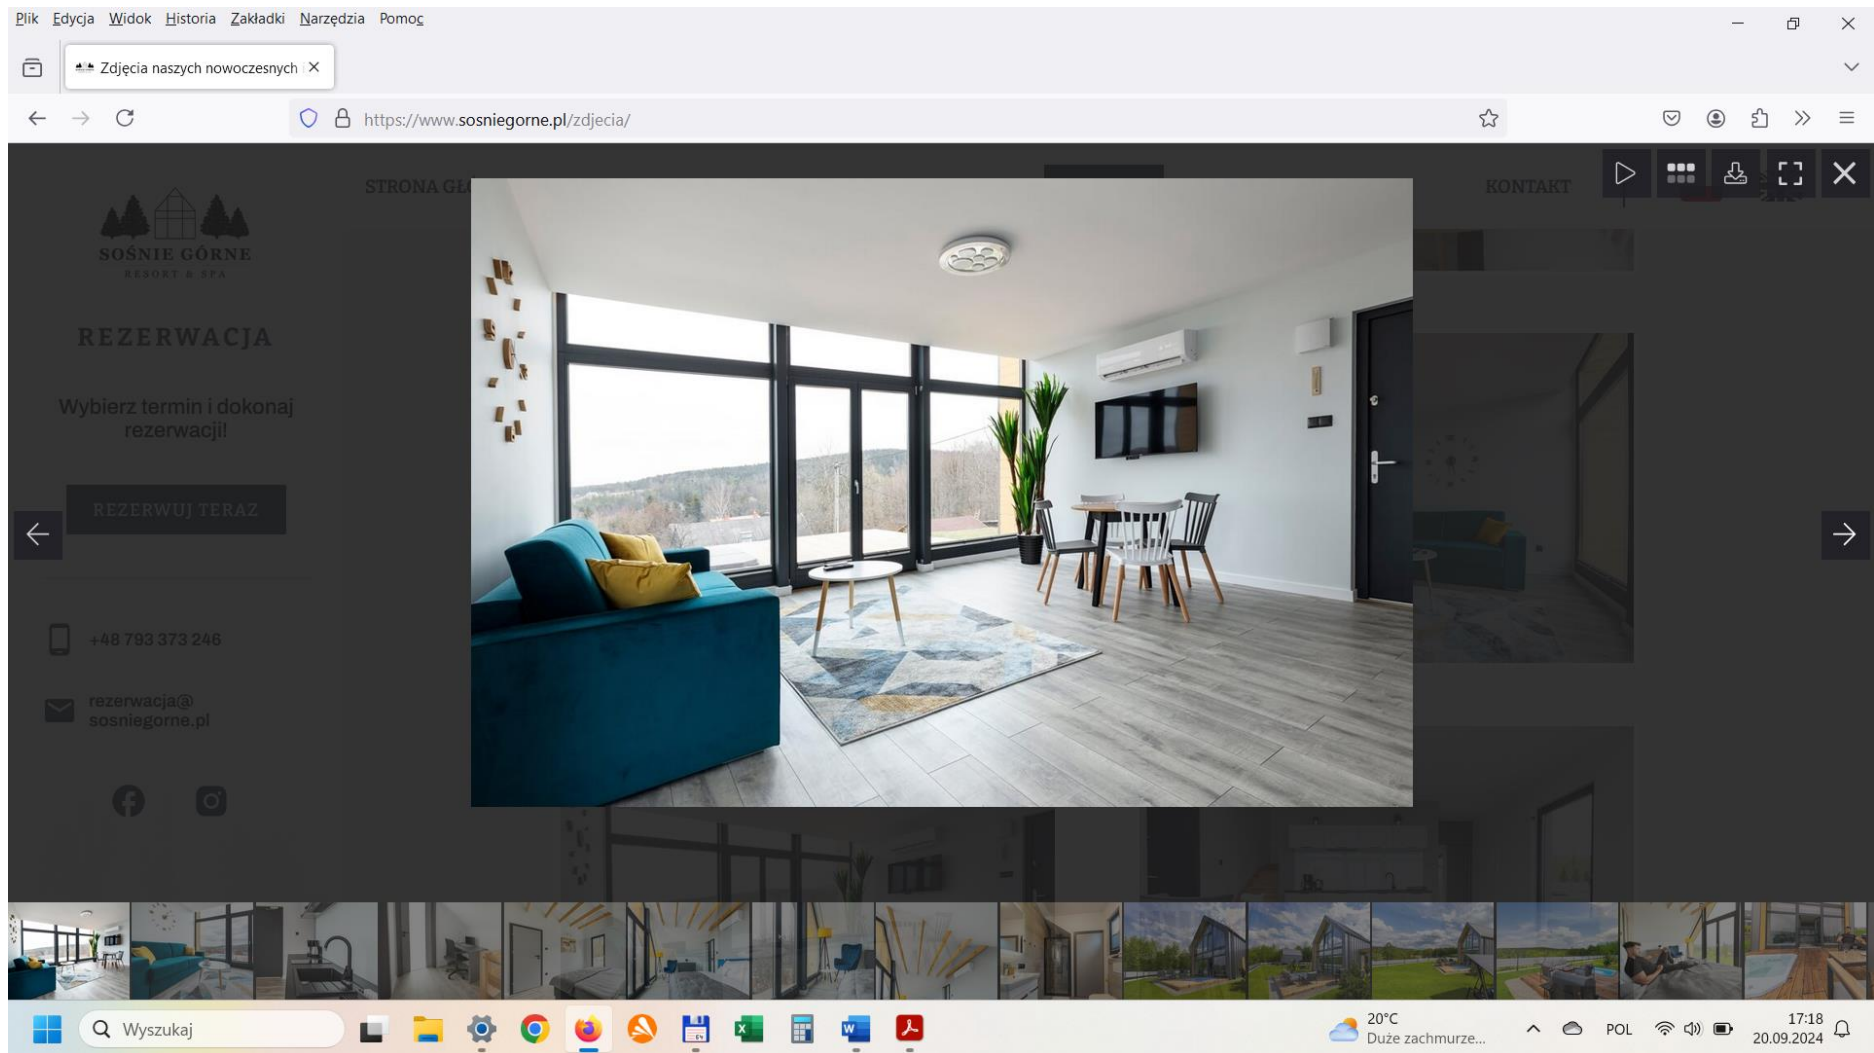 Plik Edycja Widok Historia Zakładki Narzędzia Pomoc
Zdjęcia naszych nowoczesnych
https://www.sosniegorne.pl/zdjecia/
STRONA GŁ
KONTAKT
SOŚNIE GÓRNE
RESORT & SPA
REZERWACJA
Wybierz termin i dokonaj
rezerwacji!
REZERWUJ TERAZ
+48 793 373 246
rezerwacja@
sosniegorne.pl
Wyszukaj
20°C
Duże zachmurze...
POL
17:18
20.09.2024